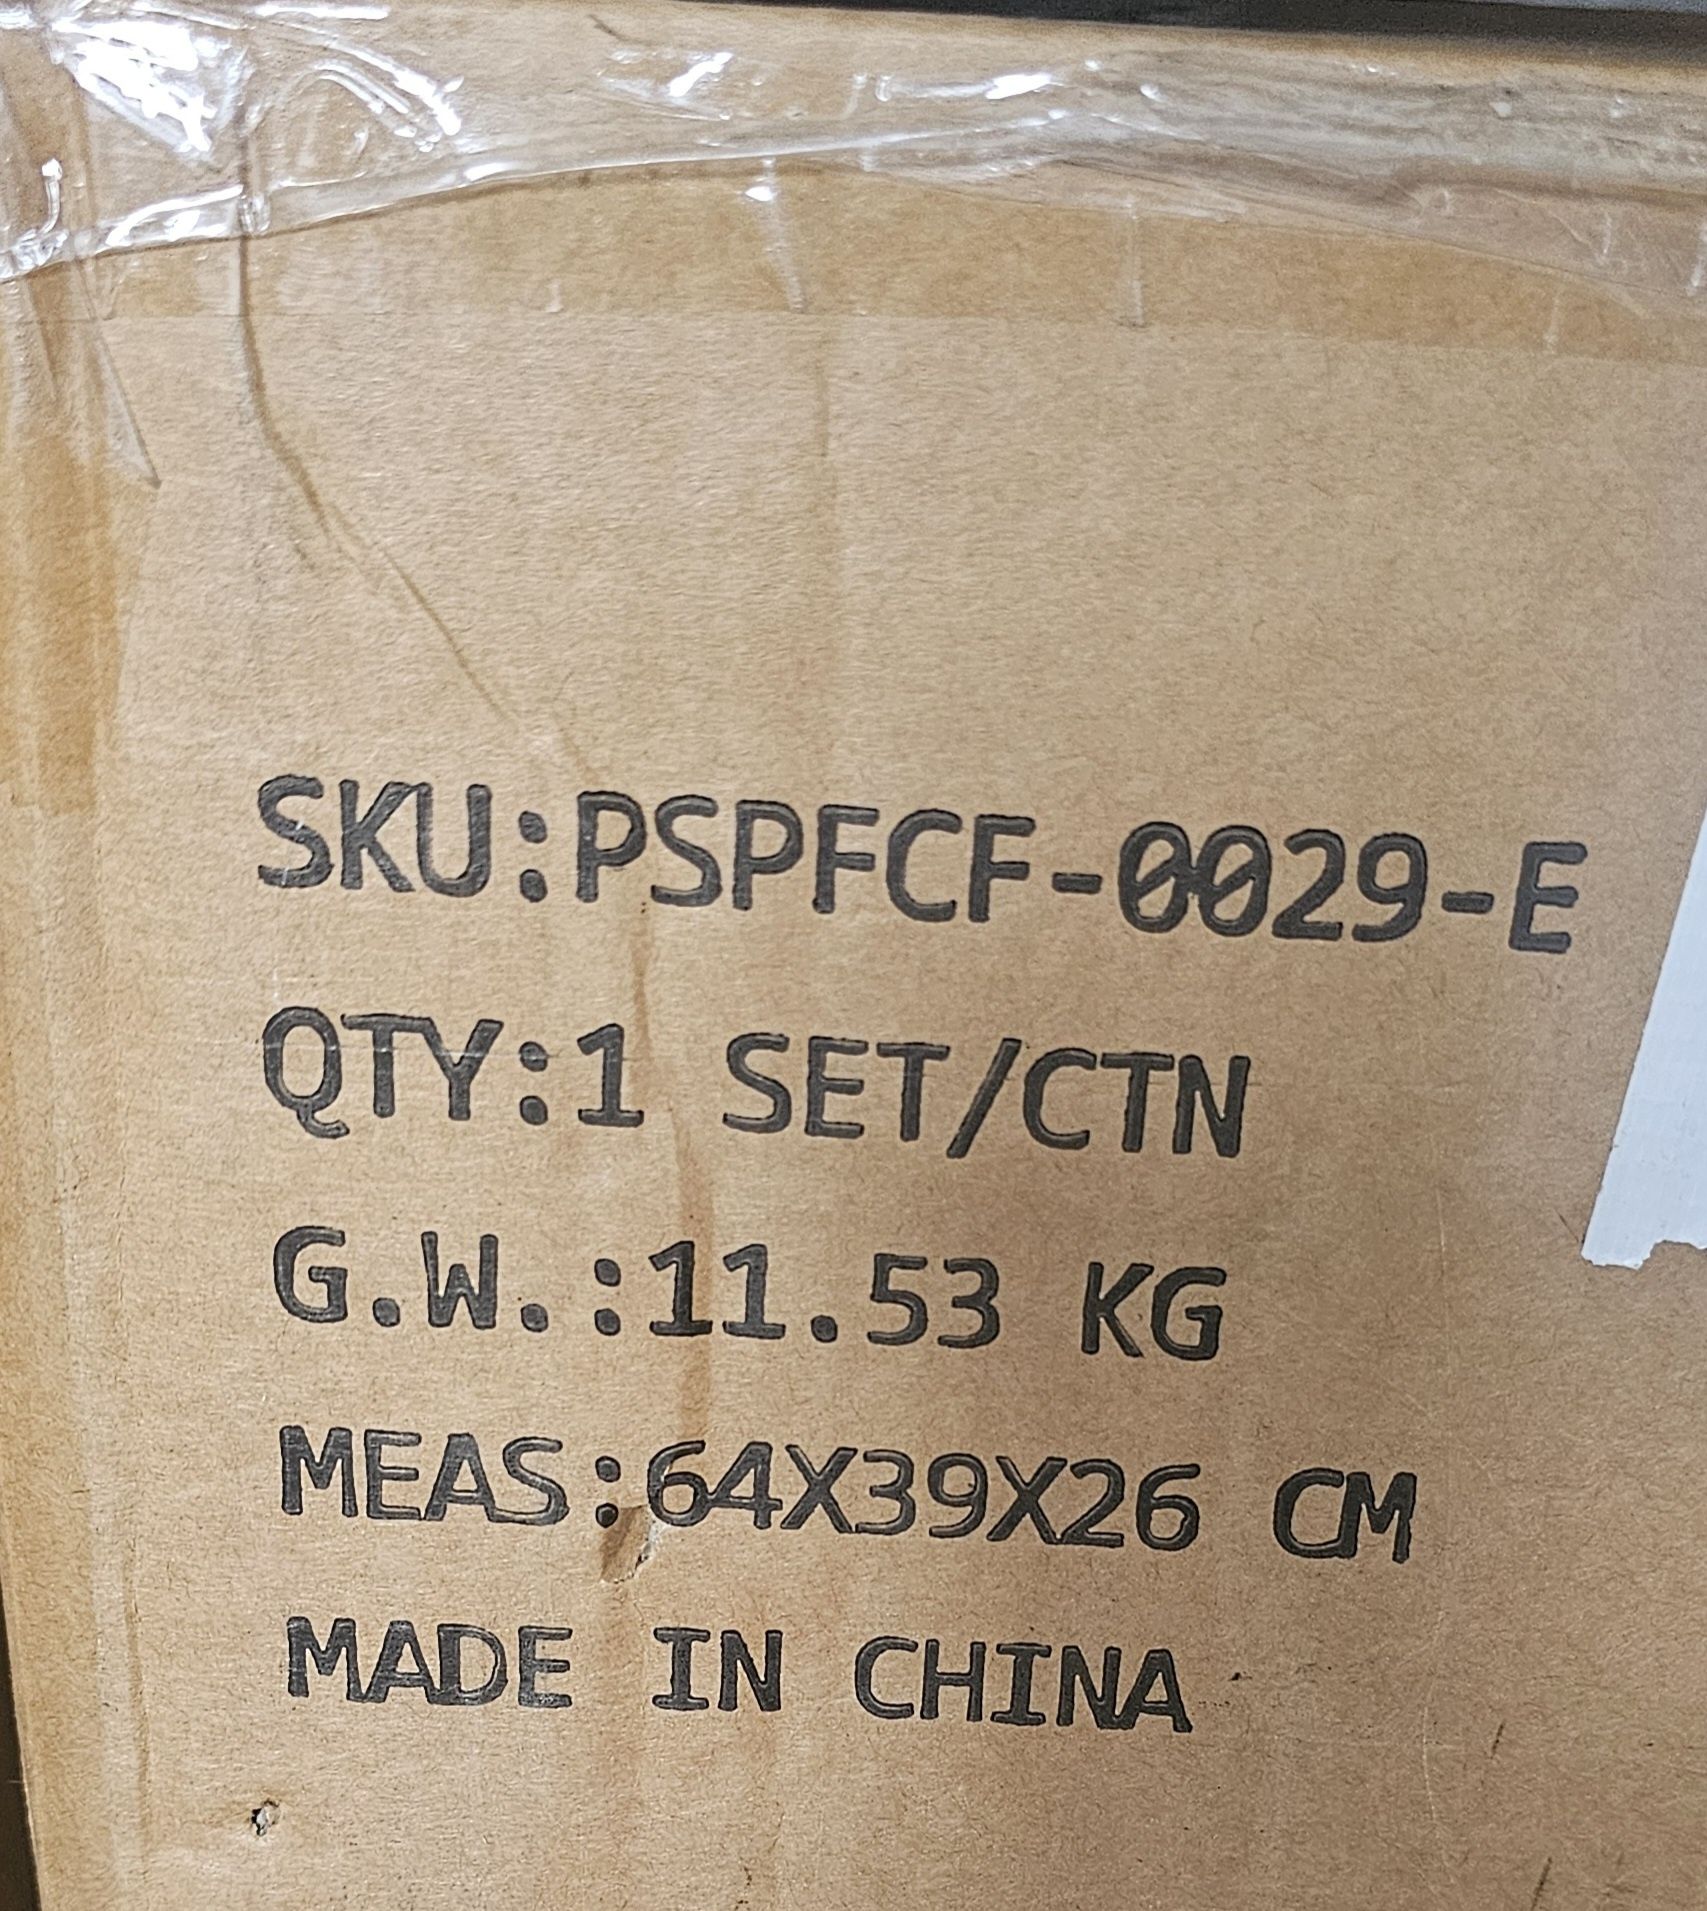 SKU:PSPFCF-0029-E
QTY:1 SET/CTN
G.W.:11.53 KG
MEAS:64X39X26 CM
MADE IN CHINA